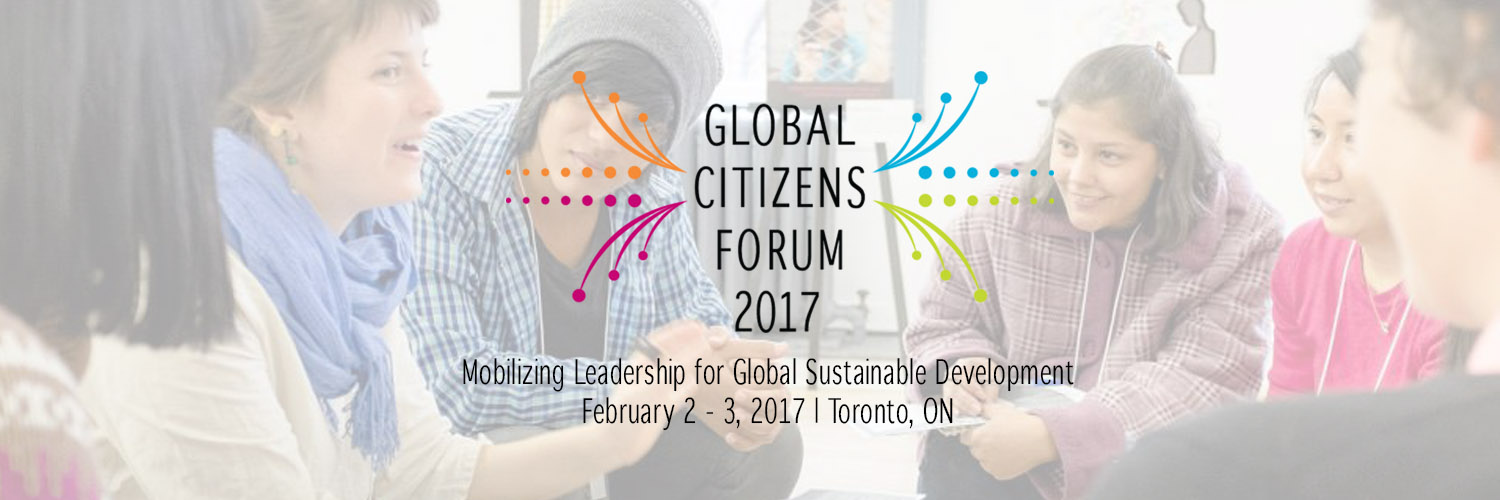 GLOBAL
CITIZENS
FORUM
2017
Mobilizing Leadership for Global Sustainable Development
February 2 - 3, 2017 | Toronto, ON